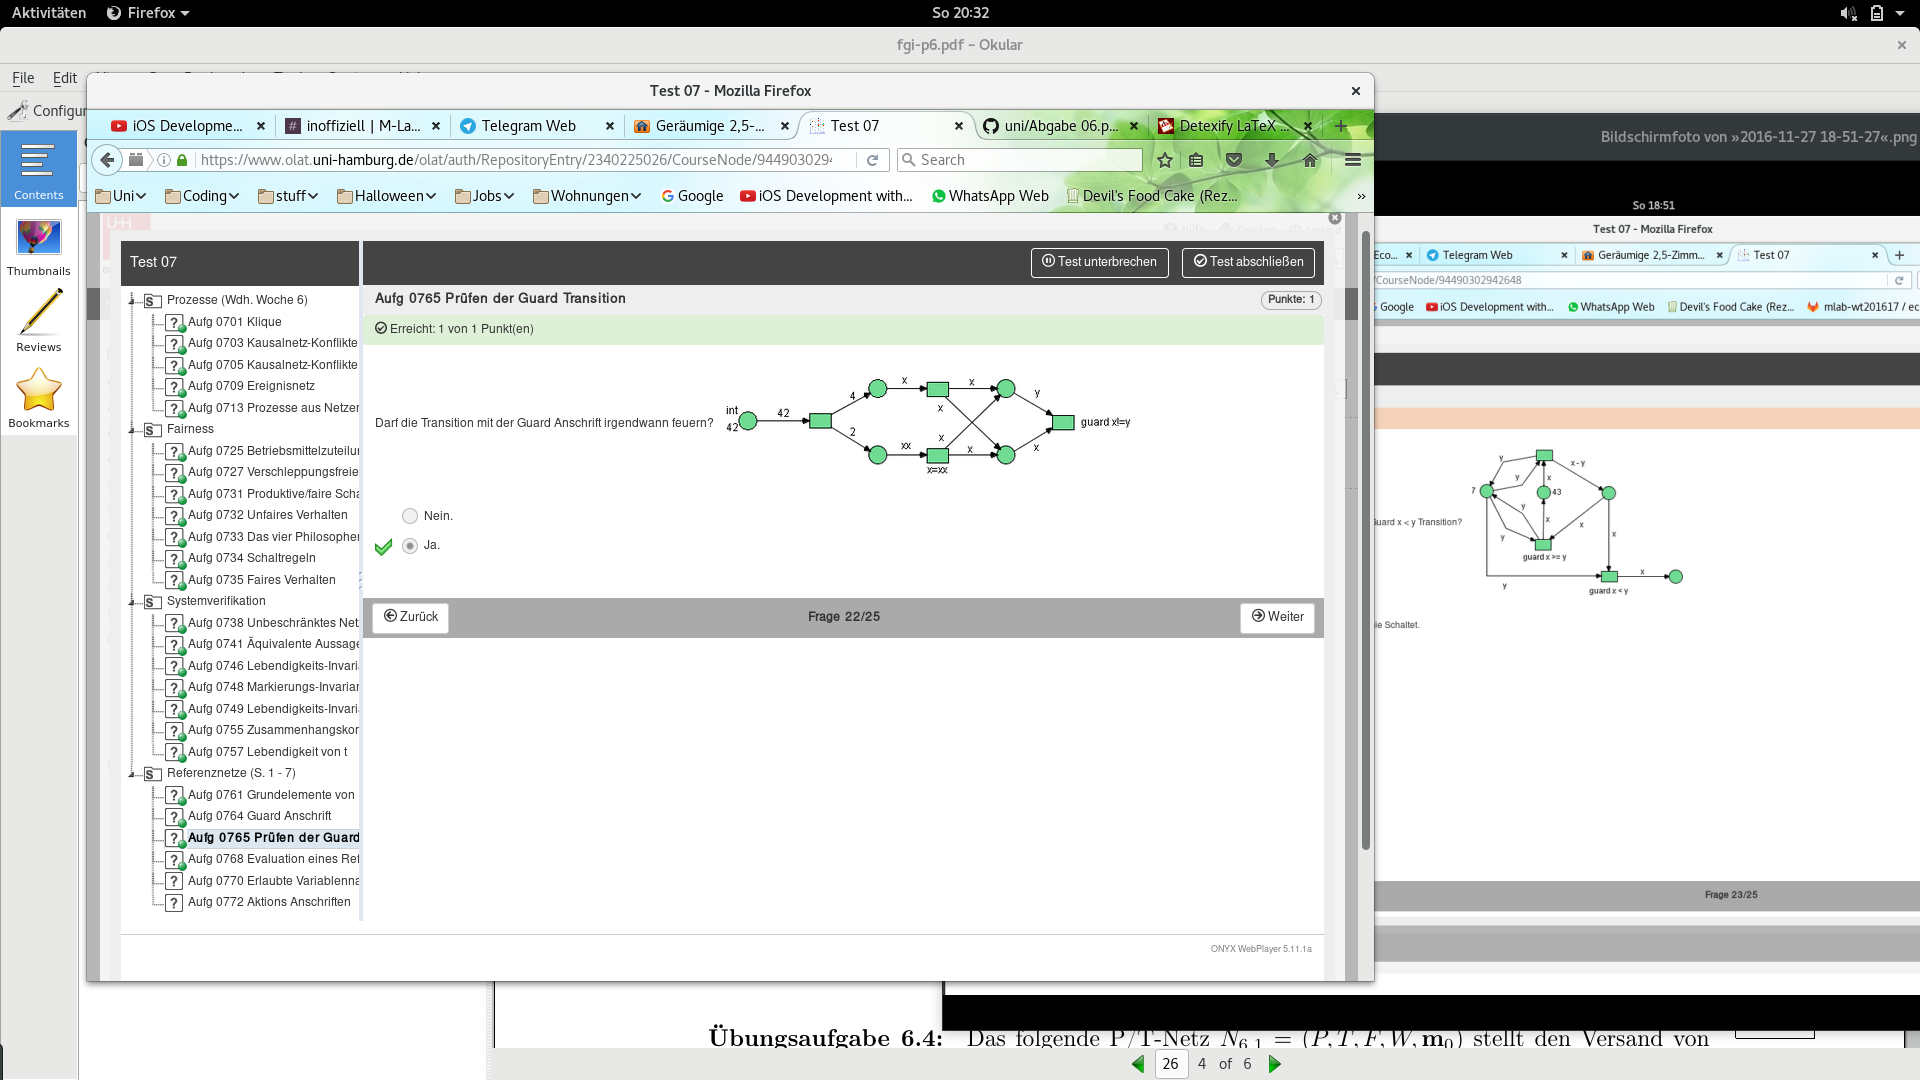 Aktivitäten Firefox So 20:32
fgi-p6.pdf – Okular
File Edit
Configur
Contents
Thumbnails
Reviews
Bookmarks
Test 07 - Mozilla Firefox
iOS Developme... inoffiziell | M-La... Telegram Web Geräumige 2,5-... Test 07 uni/Abgabe 06.p... Detexify LaTeX ...
https://www.olat.uni-hamburg.de/olat/auth/RepositoryEntry/2340225026/CourseNode/9449030294 Search
Uni Coding stuff Halloween Jobs Wohnungen Google iOS Development with... WhatsApp Web Devil's Food Cake (Rez... »
Test 07
Test unterbrechen Test abschließen
Prozesse (Wdh. Woche 6)
Aufg 0701 Klique
Aufg 0703 Kausalnetz-Konflikte
Aufg 0705 Kausalnetz-Konflikte
Aufg 0709 Ereignisnetz
Aufg 0713 Prozesse aus Netzer
Fairness
Aufg 0725 Betriebsmittelzuteilur
Aufg 0727 Verschleppungsfreie
Aufg 0731 Produktive/faire Scha
Aufg 0732 Unfaires Verhalten
Aufg 0733 Das vier Philosopher
Aufg 0734 Schaltregeln
Aufg 0735 Faires Verhalten
Systemverifikation
Aufg 0738 Unbeschränktes Net
Aufg 0741 Äquivalente Aussage
Aufg 0746 Lebendigkeits-Invari
Aufg 0748 Markierungs-Invarian
Aufg 0749 Lebendigkeits-Invari
Aufg 0755 Zusammenhangskor
Aufg 0757 Lebendigkeit von t
Referenznetze (S. 1 - 7)
Aufg 0761 Grundelemente von
Aufg 0764 Guard Anschrift
Aufg 0765 Prüfen der Guard
Aufg 0768 Evaluation eines Ref
Aufg 0770 Erlaubte Variablenna
Aufg 0772 Aktions Anschriften
Aufg 0765 Prüfen der Guard Transition
Punkte: 1
Erreicht: 1 von 1 Punkt(en)
Darf die Transition mit der Guard Anschrift irgendwann feuern?
int
42
42
4
2
x
x
x
xx
x
x
x=xx
y
x
guard x!=y
Nein.
Ja.
Zurück
Frage 22/25
Weiter
ONYX WebPlayer 5.11.1a
Bildschirmfoto von »2016-11-27 18-51-27«.png
So 18:51
Test 07 - Mozilla Firefox
Eco... Telegram Web Geräumige 2,5-Zimm... Test 07
/CourseNode/94490302942648
Google iOS Development with... WhatsApp Web Devil's Food Cake (Rez... mlab-wt201617 / ec
Guard x < y Transition?
y
x - y
y
x
7
43
y
x
x
y
x
guard x >= y
x
y
guard x < y
ie Schaltet.
Frage 23/25
Übungsaufgabe 6.4: Das folgende P/T-Netz N6.1 = (P, T, F, W, m0) stellt den Versand von
26 4 of 6